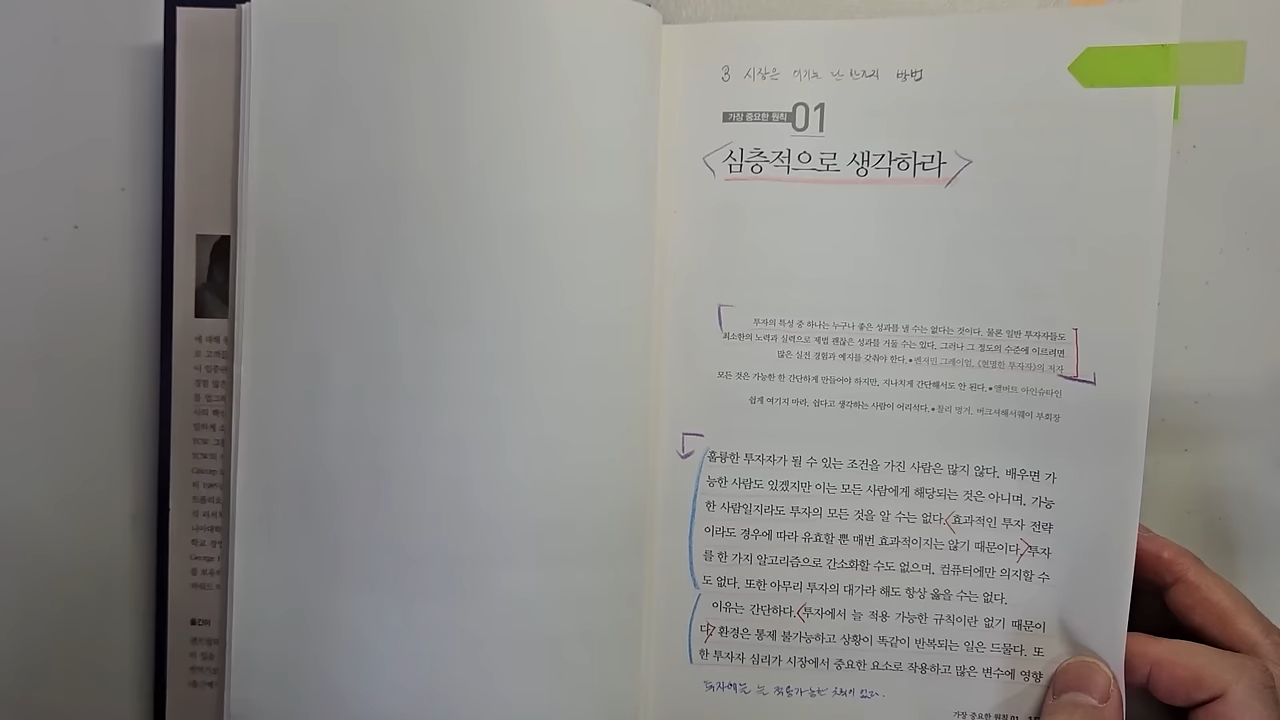 3 시장은 이기는 단 한가지 방법
가장 중요한 원칙 01
심층적으로 생각하라
투자의 특성 중 하나는 누구나 좋은 성과를 낼 수는 없다는 것이다. 물론 일반 투자자들도
최소한의 노력과 실력으로 제법 괜찮은 성과를 거둘 수는 있다. 그러나 그 정도의 수준에 이르려면
많은 실전 경험과 예지를 갖춰야 한다. •벤저민 그레이엄, 《현명한 투자자》의 저자
모든 것은 가능한 한 간단하게 만들어야 하지만, 지나치게 간단해서도 안 된다. •앨버트 아인슈타인
쉽게 여기지 마라. 쉽다고 생각하는 사람이 어리석다. •찰리 멍거, 버크셔해서웨이 부회장
훌륭한 투자자가 될 수 있는 조건을 가진 사람은 많지 않다. 배우면 가
능한 사람도 있겠지만 이는 모든 사람에게 해당되는 것은 아니며, 가능
한 사람일지라도 투자의 모든 것을 알 수는 없다. 효과적인 투자 전략
이라도 경우에 따라 유효할 뿐 매번 효과적이지는 않기 때문이다. 투자
를 한 가지 알고리즘으로 간소화할 수도 없으며, 컴퓨터에만 의지할 수
도 없다. 또한 아무리 투자의 대가라 해도 항상 옳을 수는 없다.
이유는 간단하다. 투자에서 늘 적용 가능한 규칙이란 없기 때문이
다. 환경은 통제 불가능하고 상황이 똑같이 반복되는 일은 드물다. 또
한 투자자 심리가 시장에서 중요한 요소로 작용하고 많은 변수에 영향
투자에는 늘 적용가능한 규칙이 없다.
가장 중요한 원칙 01
옮긴이